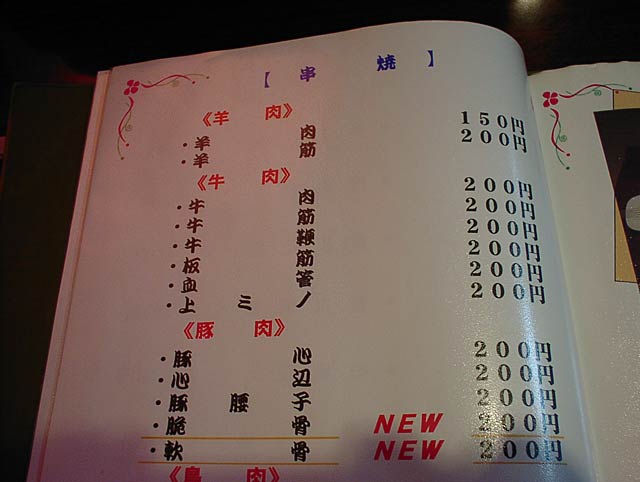 【串焼】
《羊肉》
・羊肉 150円
・羊筋 200円
《牛肉》
・牛肉 200円
・牛筋 200円
・牛鞭 200円
・板筋 200円
・血管 200円
・上ミノ 200円
《豚肉》
・豚心 200円
・心辺 200円
・豚腰子 200円
・脆骨 NEW 200円
・軟骨 NEW 200円
《鳥肉》